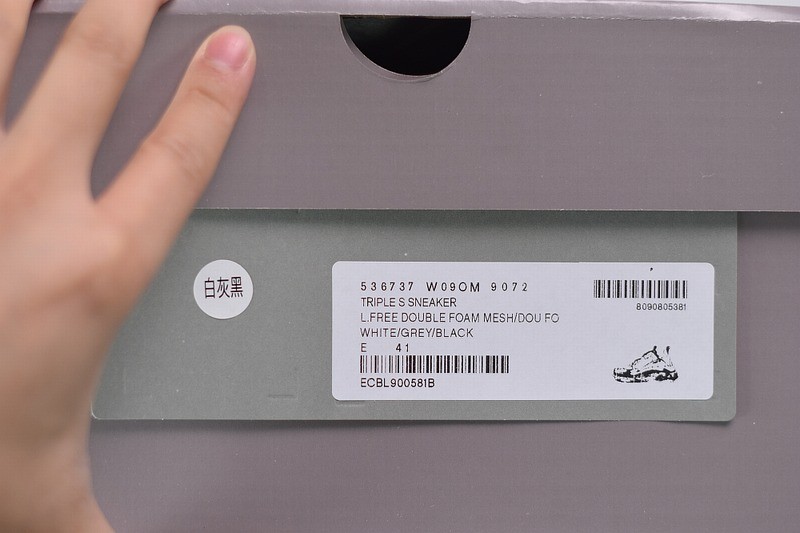 白灰黑
536737 W09OM 9072
TRIPLE S SNEAKER
L.FREE DOUBLE FOAM MESH/DOU FO
WHITE/GREY/BLACK
E 41
ECBL900581B
8090805381